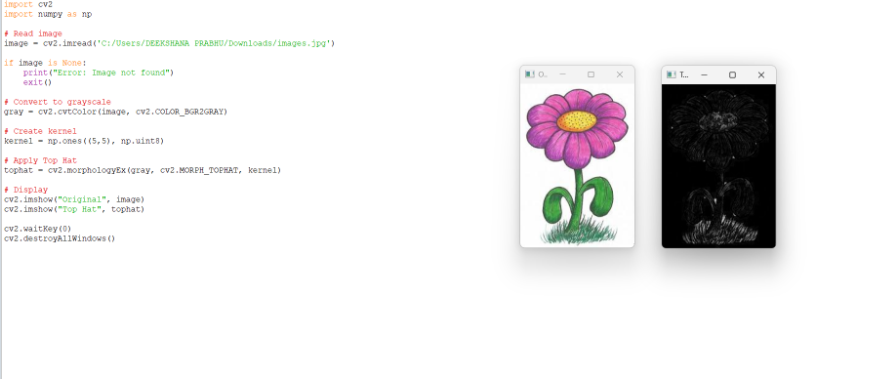 import cv2
import numpy as np
# Read image
image = cv2.imread('C:/Users/DEEKSHANA PRABHU/Downloads/images.jpg')
if image is None:
    print("Error: Image not found")
    exit()
# Convert to grayscale
gray = cv2.cvtColor(image, cv2.COLOR_BGR2GRAY)
# Create kernel
kernel = np.ones((5,5), np.uint8)
# Apply Top Hat
tophat = cv2.morphologyEx(gray, cv2.MORPH_TOPHAT, kernel)
# Display
cv2.imshow("Original", image)
cv2.imshow("Top Hat", tophat)
cv2.waitKey(0)
cv2.destroyAllWindows()
O...
T...